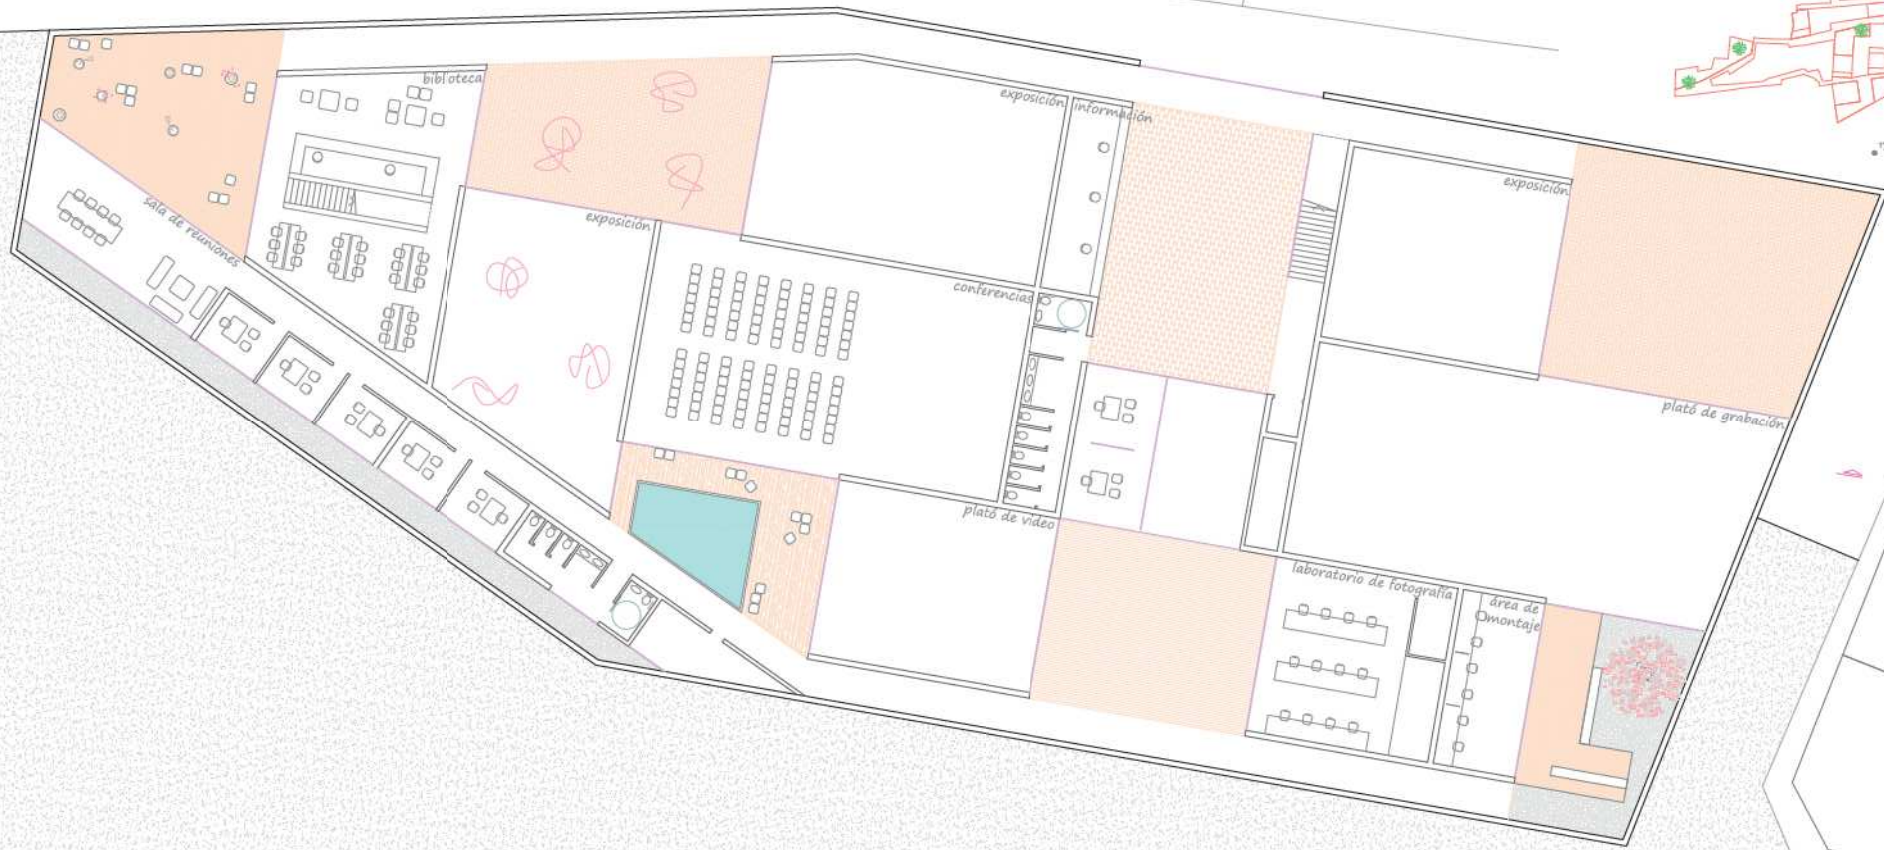 biblioteca
exposición
información
exposición
sala de reuniones
exposición
conferencias
plató de grabación
plató de vídeo
laboratorio de fotografía
área de
montaje